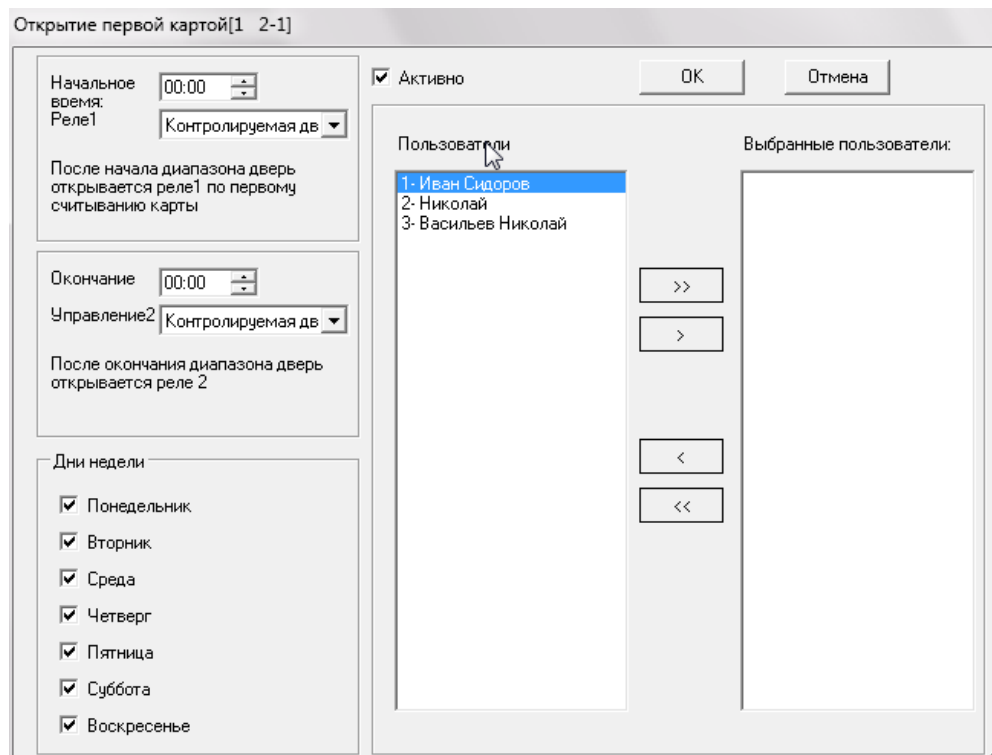 Открытие первой картой[1 2-1]
Начальное время:
00:00
Реле1
Контролируемая дв
После начала диапазона дверь
открывается реле1 по первому
считыванию карты
Окончание
00:00
Управление2
Контролируемая дв
После окончания диапазона дверь
открывается реле 2
Дни недели
Понедельник
Вторник
Среда
Четверг
Пятница
Суббота
Воскресенье
Активно
OK
Отмена
Пользователи
Выбранные пользователи:
1- Иван Сидоров
2- Николай
3- Васильев Николай
>>
>
<
<<